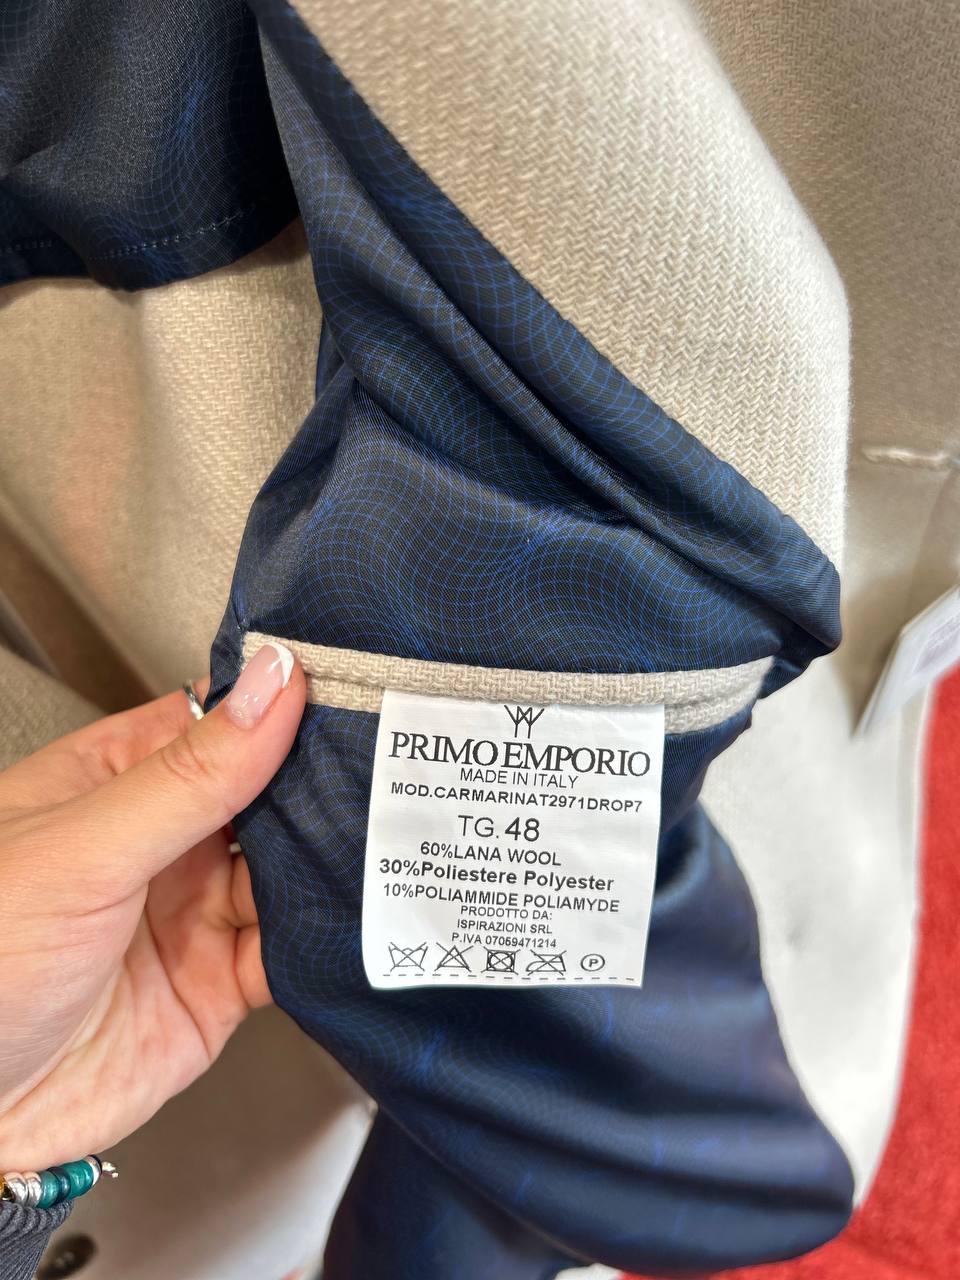 PRIMO EMPORIO
MADE IN ITALY
MOD.CARMARINAT2971DROP7
TG. 48
60%LANA WOOL
30%Poliestere Polyester
10%POLIAMMIDE POLIAMYDE
PRODOTTO DA:
ISPIRAZIONI SRL
P.IVA 07059471214
P